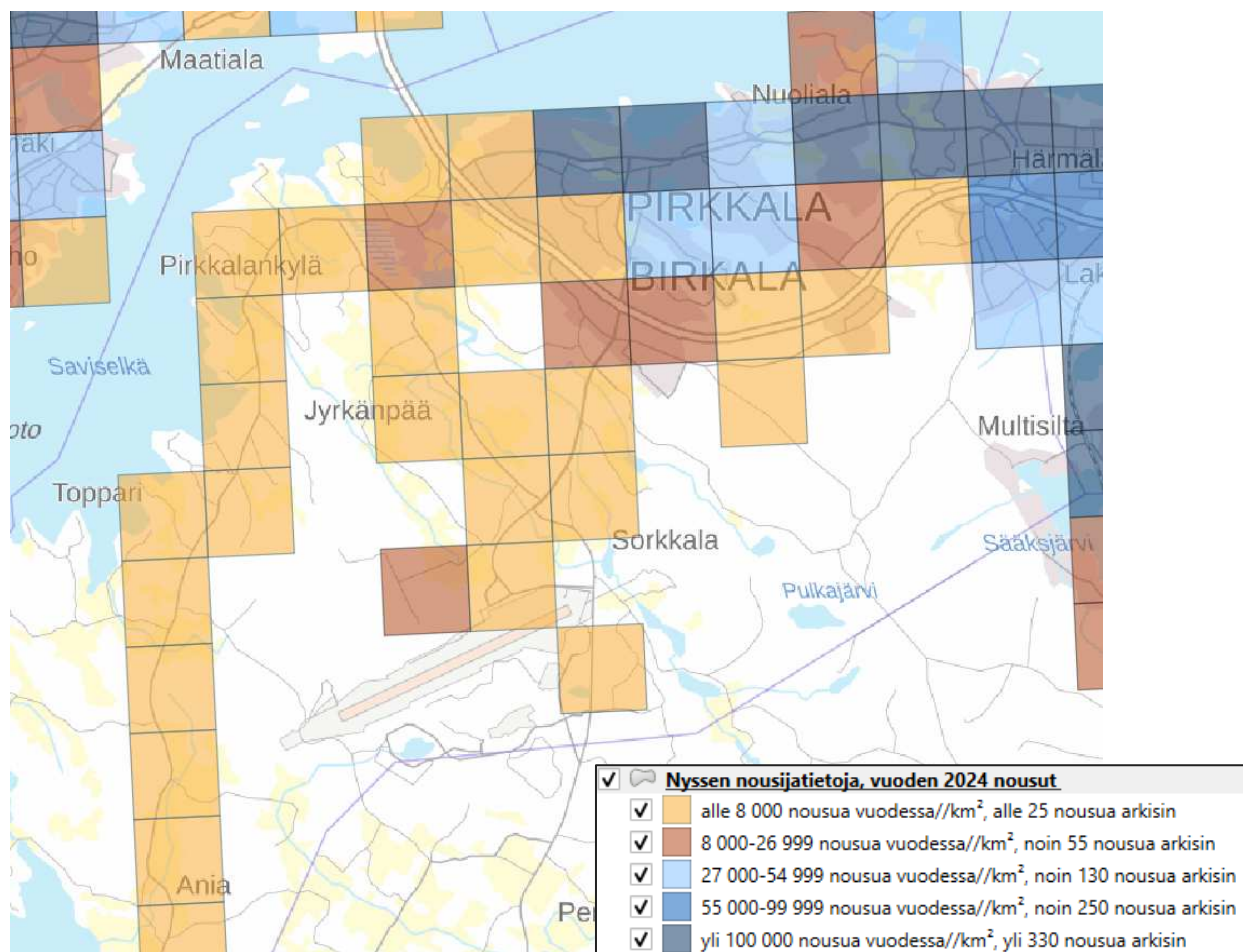 Maatiala
Nuoliala
Härmälä
PIRKKALA
Pirkkalankylä
BIRKALA
Saviselkä
Jyrkänpää
Multisilta
Toppari
Sorkkala
Sääksjärvi
Pulkajärvi
Ania
Nyssen nousijatietoja, vuoden 2024 nousut
alle 8 000 nousua vuodessa//km², alle 25 nousua arkisin
8 000-26 999 nousua vuodessa//km², noin 55 nousua arkisin
27 000-54 999 nousua vuodessa//km², noin 130 nousua arkisin
55 000-99 999 nousua vuodessa//km², noin 250 nousua arkisin
yli 100 000 nousua vuodessa//km², yli 330 nousua arkisin